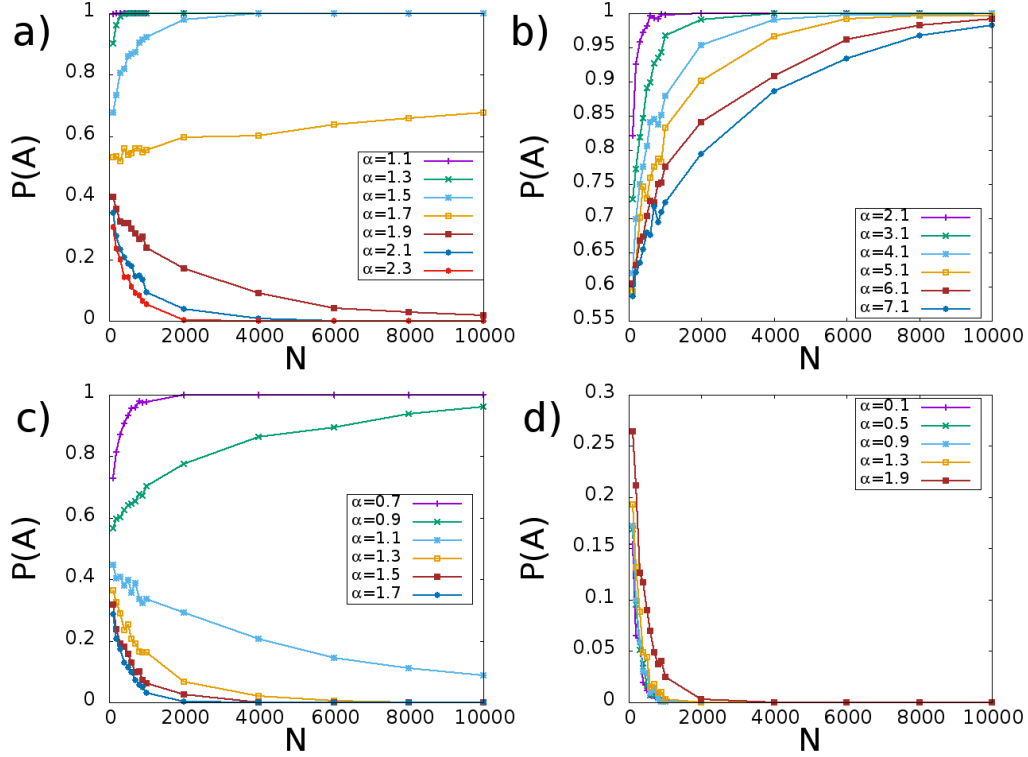 a)
P(A)
1
0.8
0.6
0.4
0.2
0
0 2000 4000 6000 8000 10000
N
α=1.1
α=1.3
α=1.5
α=1.7
α=1.9
α=2.1
α=2.3
b)
P(A)
1
0.95
0.9
0.85
0.8
0.75
0.7
0.65
0.6
0.55
0 2000 4000 6000 8000 10000
N
α=2.1
α=3.1
α=4.1
α=5.1
α=6.1
α=7.1
c)
P(A)
1
0.8
0.6
0.4
0.2
0
0 2000 4000 6000 8000 10000
N
α=0.7
α=0.9
α=1.1
α=1.3
α=1.5
α=1.7
d)
P(A)
0.3
0.25
0.2
0.15
0.1
0.05
0
0 2000 4000 6000 8000 10000
N
α=0.1
α=0.5
α=0.9
α=1.3
α=1.9